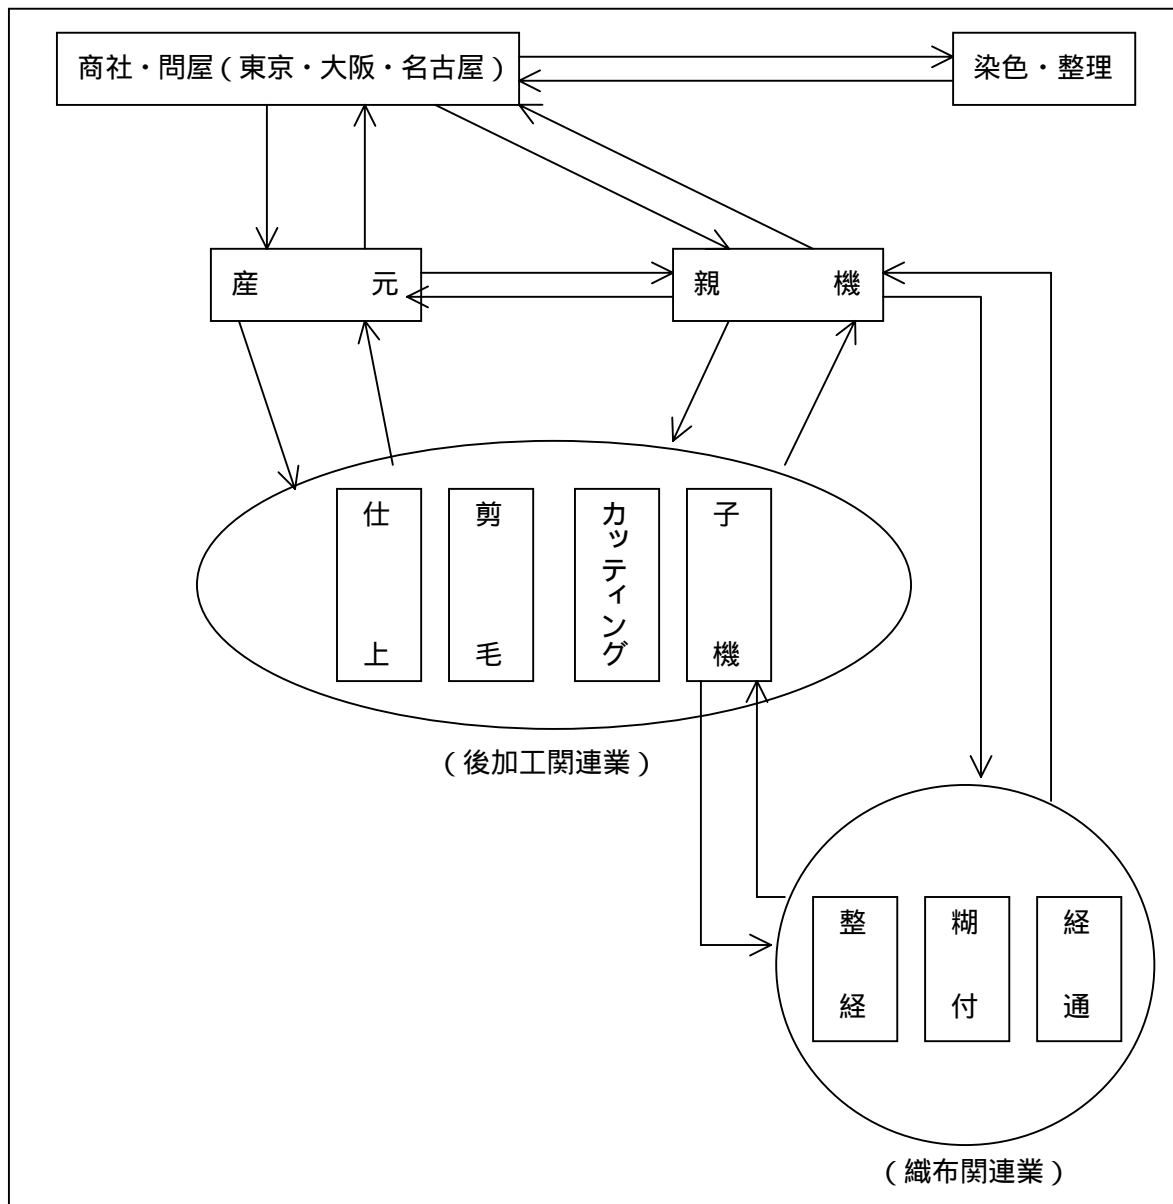 商社・問屋(東京・大阪・名古屋)
染色・整理
産 元
親 機
仕上
剪毛
カッティング
子機
(後加工関連業)
整経
糊付
経通
(織布関連業)